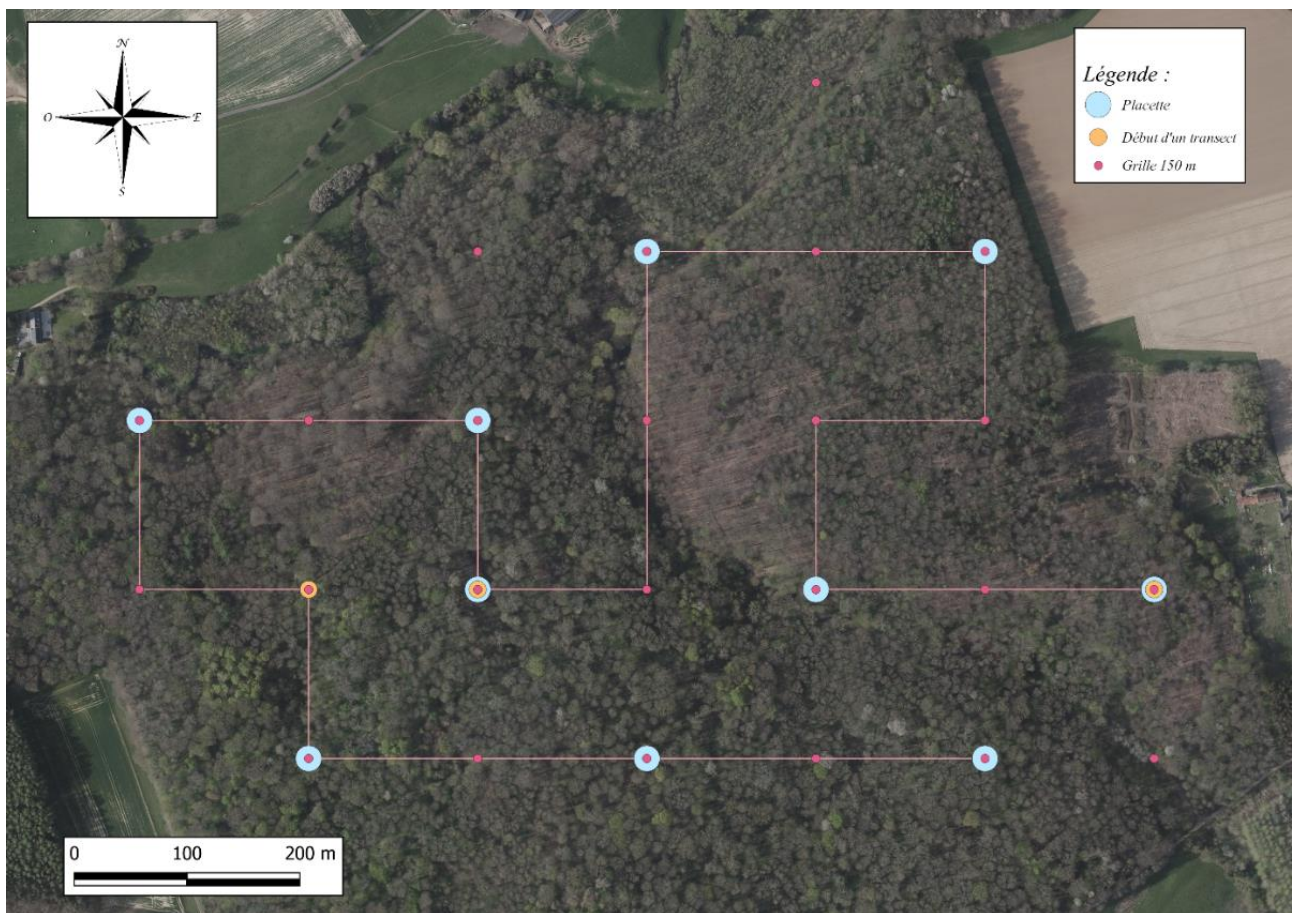 N
O
E
S
Légende :
Placette
Début d'un transect
Grille 150 m
0 100 200 m